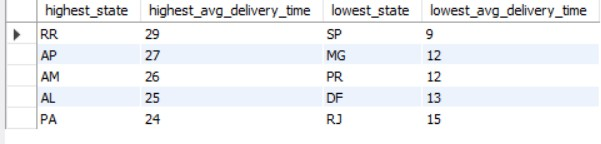 highest_state highest_avg_delivery_time lowest_state lowest_avg_delivery_time
RR 29 SP 9
AP 27 MG 12
AM 26 PR 12
AL 25 DF 13
PA 24 RJ 15